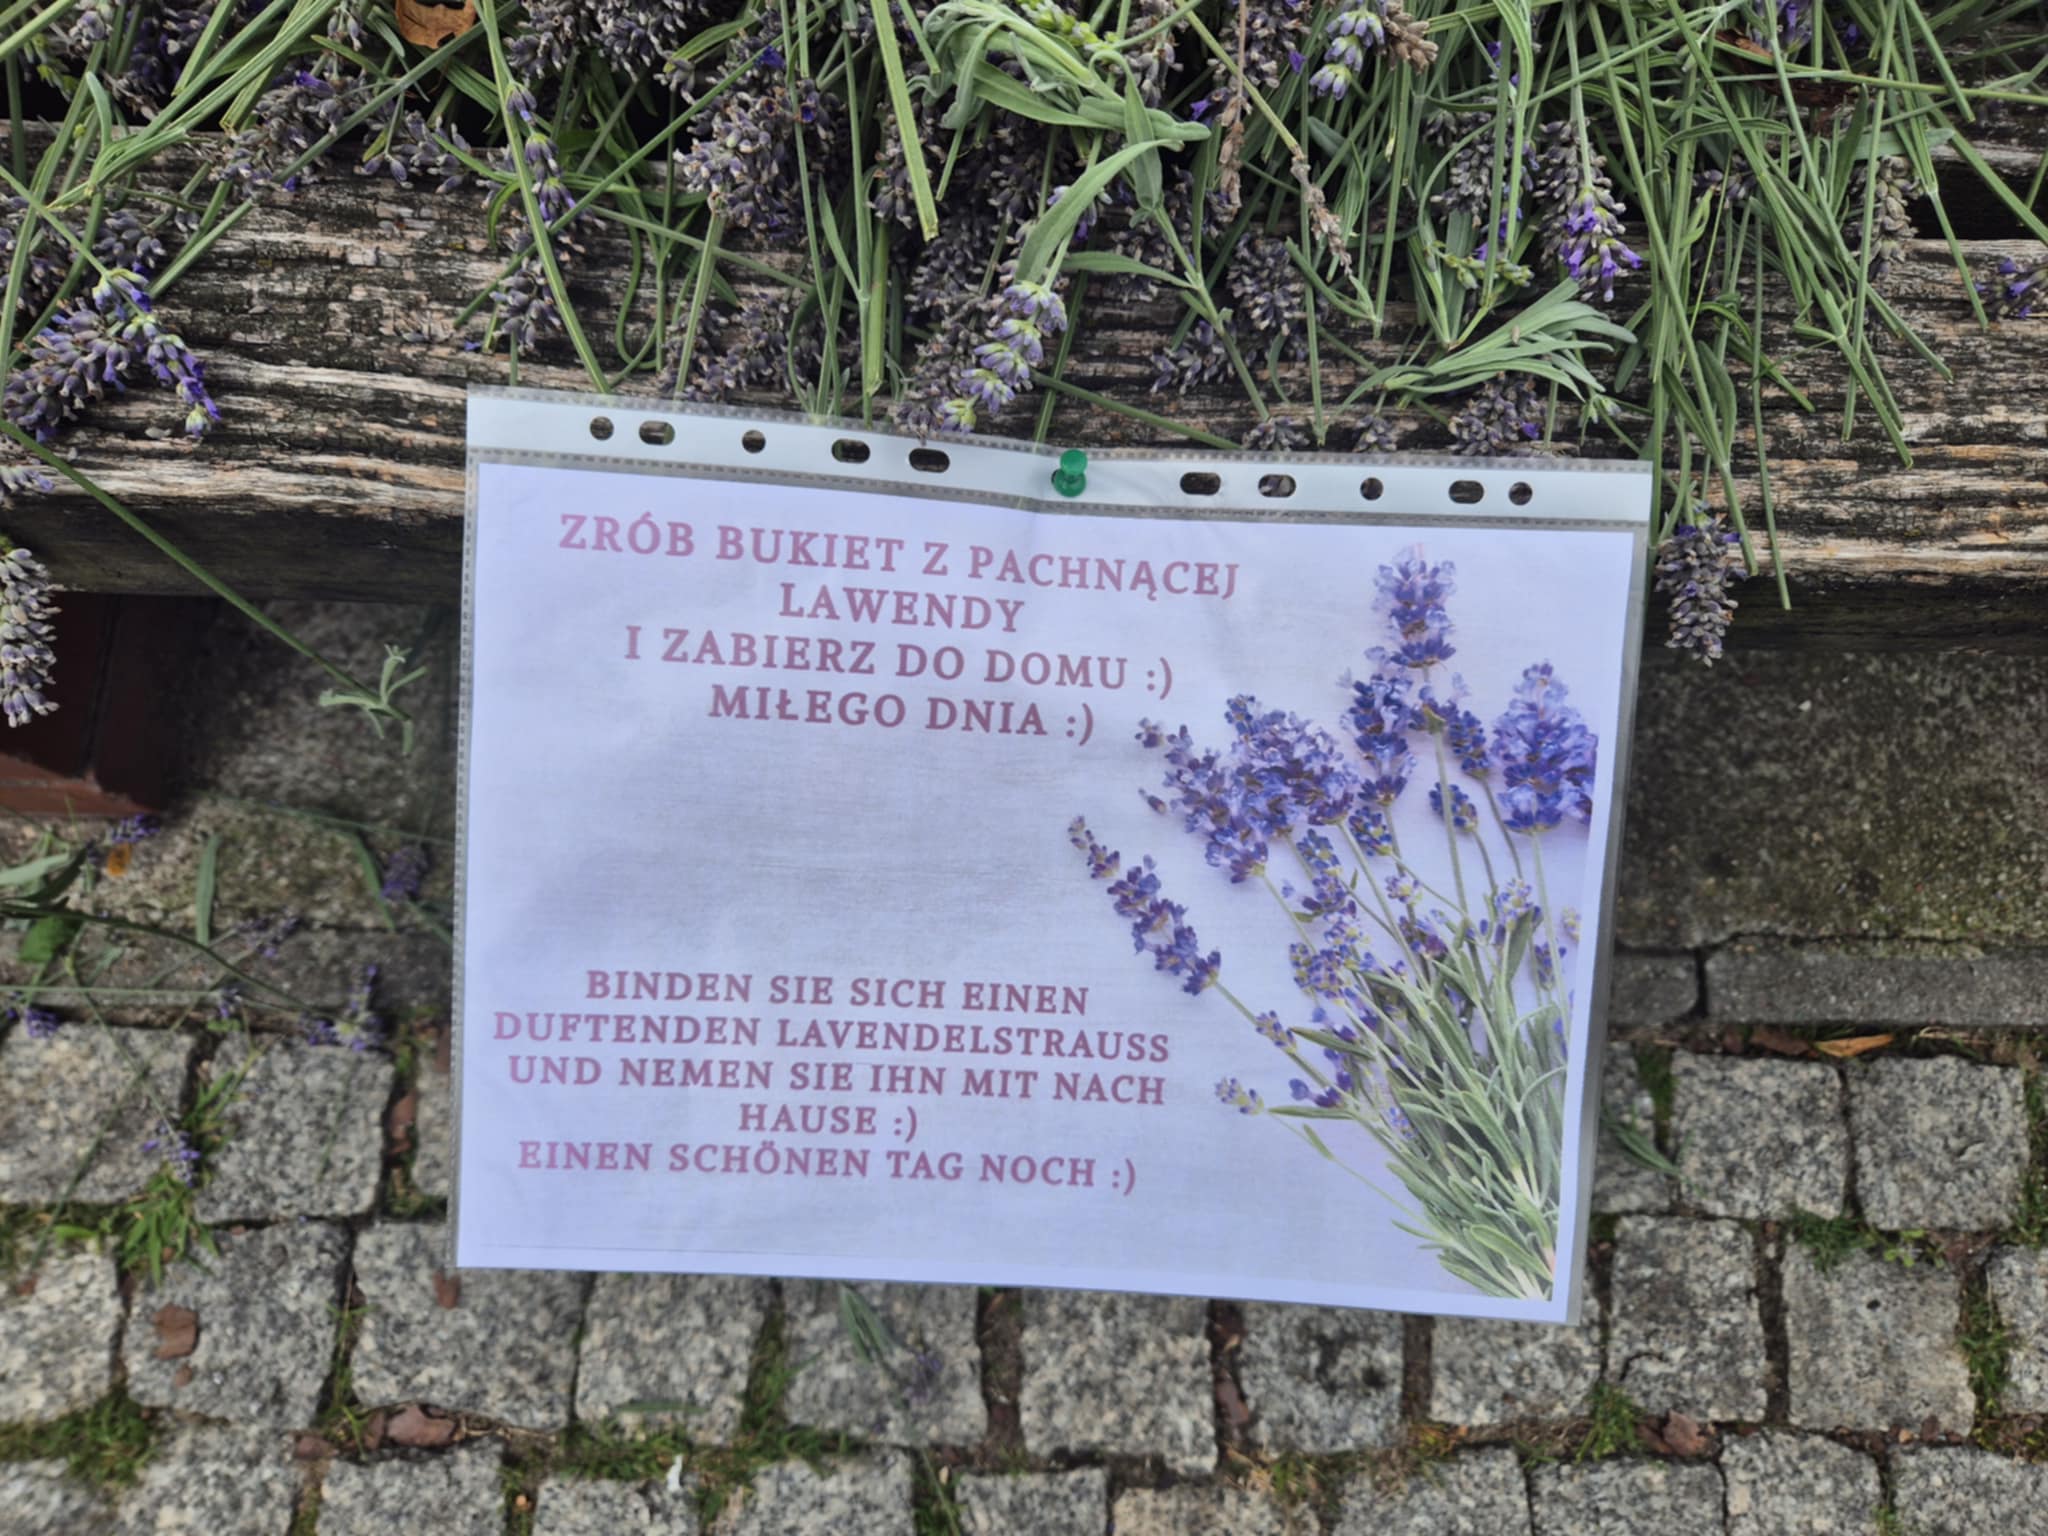 ZRÓB BUKIET Z PACHNĄCEJ
LAWENDY
I ZABIERZ DO DOMU :)
MIŁEGO DNIA :)
BINDEN SIE SICH EINEN
DUFTENDEN LAVENDELSTRAUSS
UND NEMEN SIE IHN MIT NACH
HAUSE :)
EINEN SCHÖNEN TAG NOCH :)